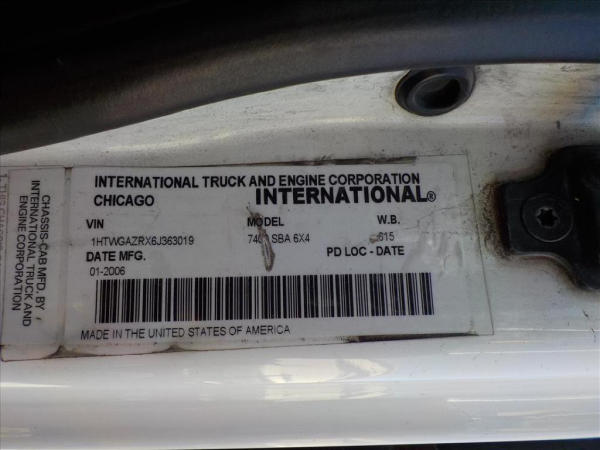 INTERNATIONAL TRUCK AND ENGINE CORPORATION
CHICAGO INTERNATIONAL®
VIN MODEL W.B.
1HTWGAZRX6J363019 SBA 6X4 615
DATE MFG. PD LOC - DATE
01-2006
MADE IN THE UNITED STATES OF AMERICA
CHASSIS-CAB MFD. BY
INTERNATIONAL TRUCK AND
ENGINE CORPORATION